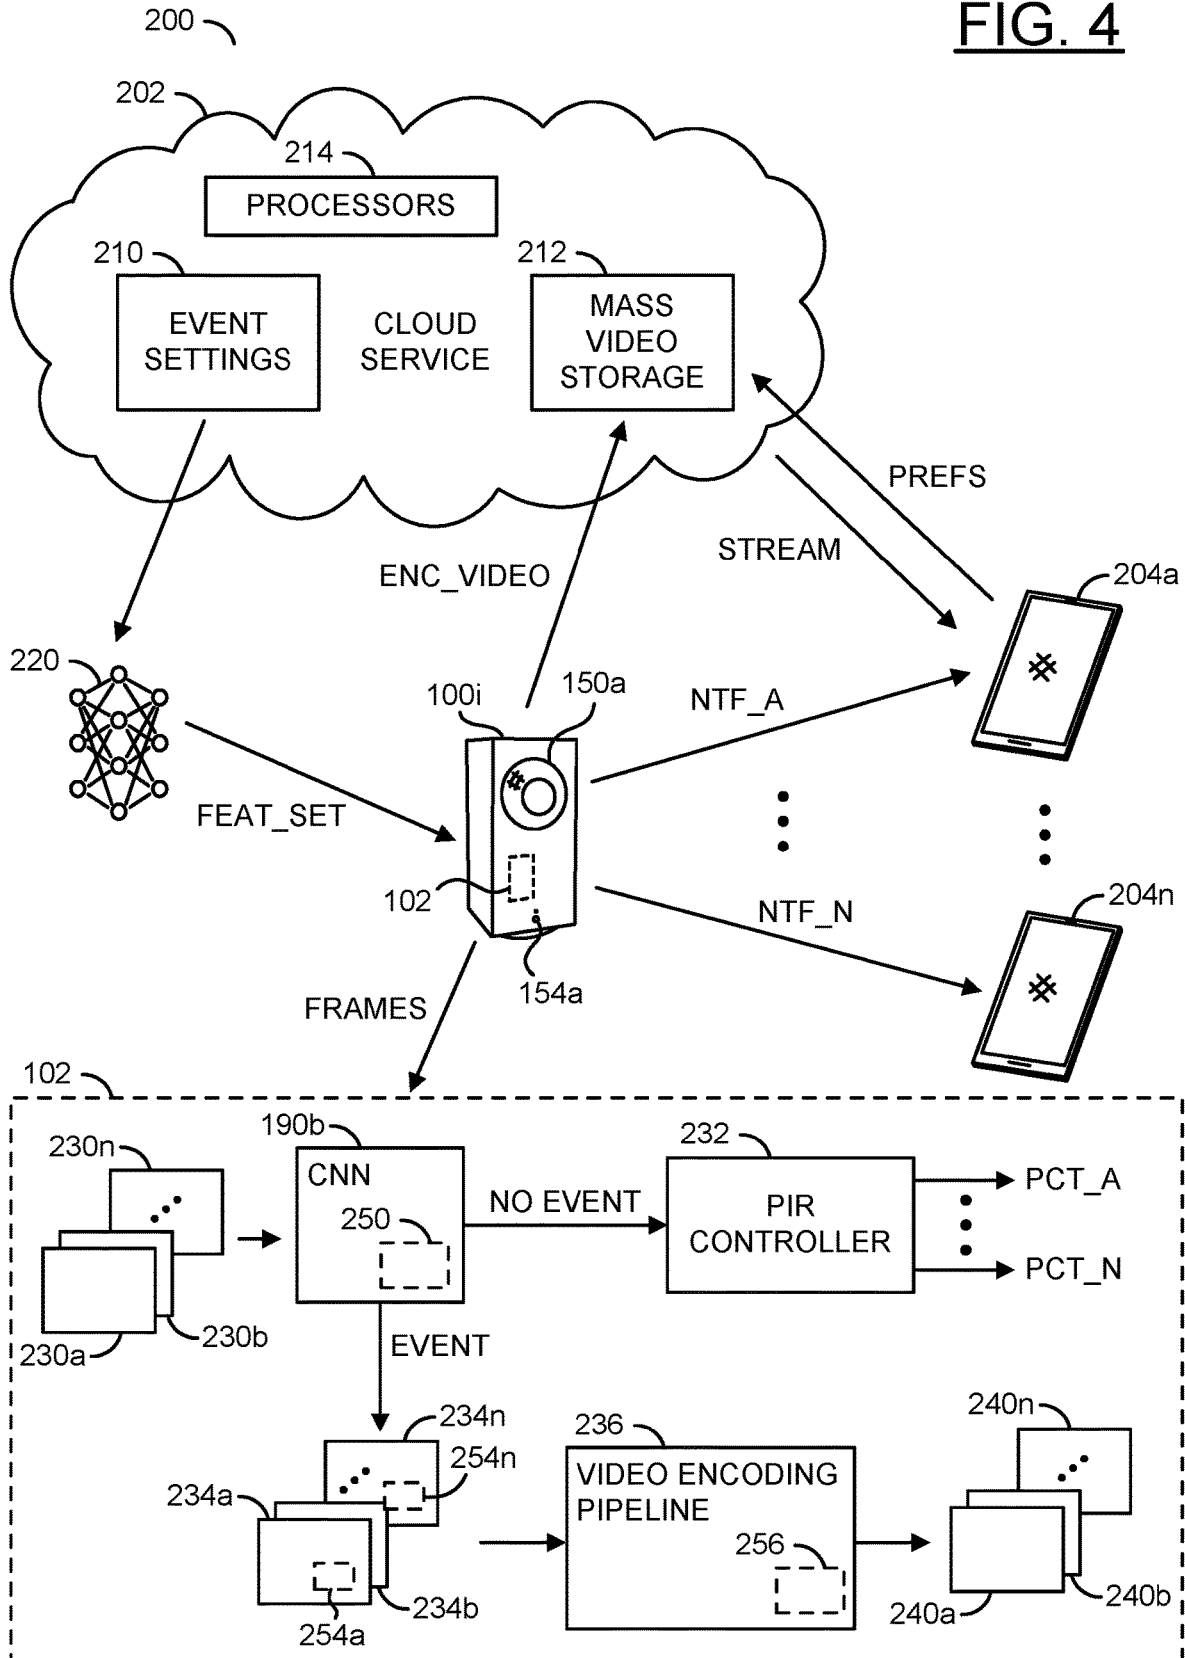 FIG. 4
200
202
214
PROCESSORS
210
212
EVENT
SETTINGS
CLOUD
SERVICE
MASS
VIDEO
STORAGE
PREFS
STREAM
ENC_VIDEO
204a
220
100i
150a
NTF_A
FEAT_SET
102
NTF_N
204n
154a
FRAMES
102
190b
230n
232
CNN
NO EVENT
PIR
CONTROLLER
PCT_A
250
PCT_N
230b
230a
EVENT
234n
236
240n
254n
VIDEO ENCODING
PIPELINE
234a
256
234b
254a
240b
240a